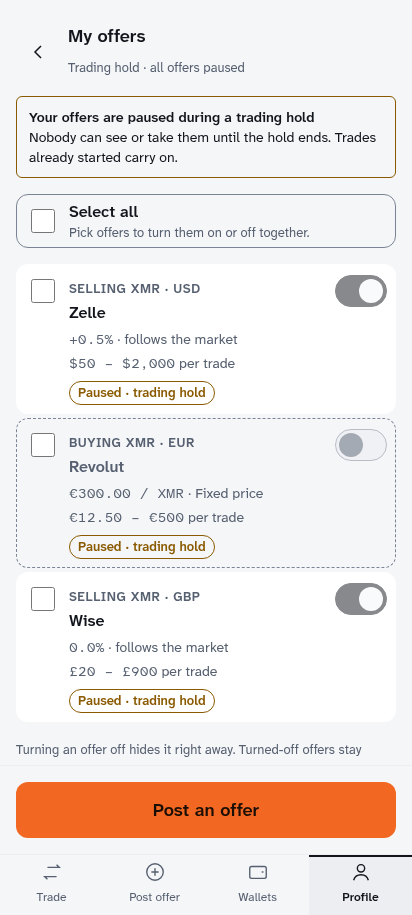 My offers
Trading hold · all offers paused
Your offers are paused during a trading hold
Nobody can see or take them until the hold ends. Trades
already started carry on.
Select all
Pick offers to turn them on or off together.
SELLING XMR · USD
Zelle
+0.5% · follows the market
$50 – $2,000 per trade
Paused · trading hold
BUYING XMR · EUR
Revolut
€300.00 / XMR · Fixed price
€12.50 – €500 per trade
Paused · trading hold
SELLING XMR · GBP
Wise
0.0% · follows the market
£20 – £900 per trade
Paused · trading hold
Turning an offer off hides it right away. Turned-off offers stay
Post an offer
Trade
Post offer
Wallets
Profile